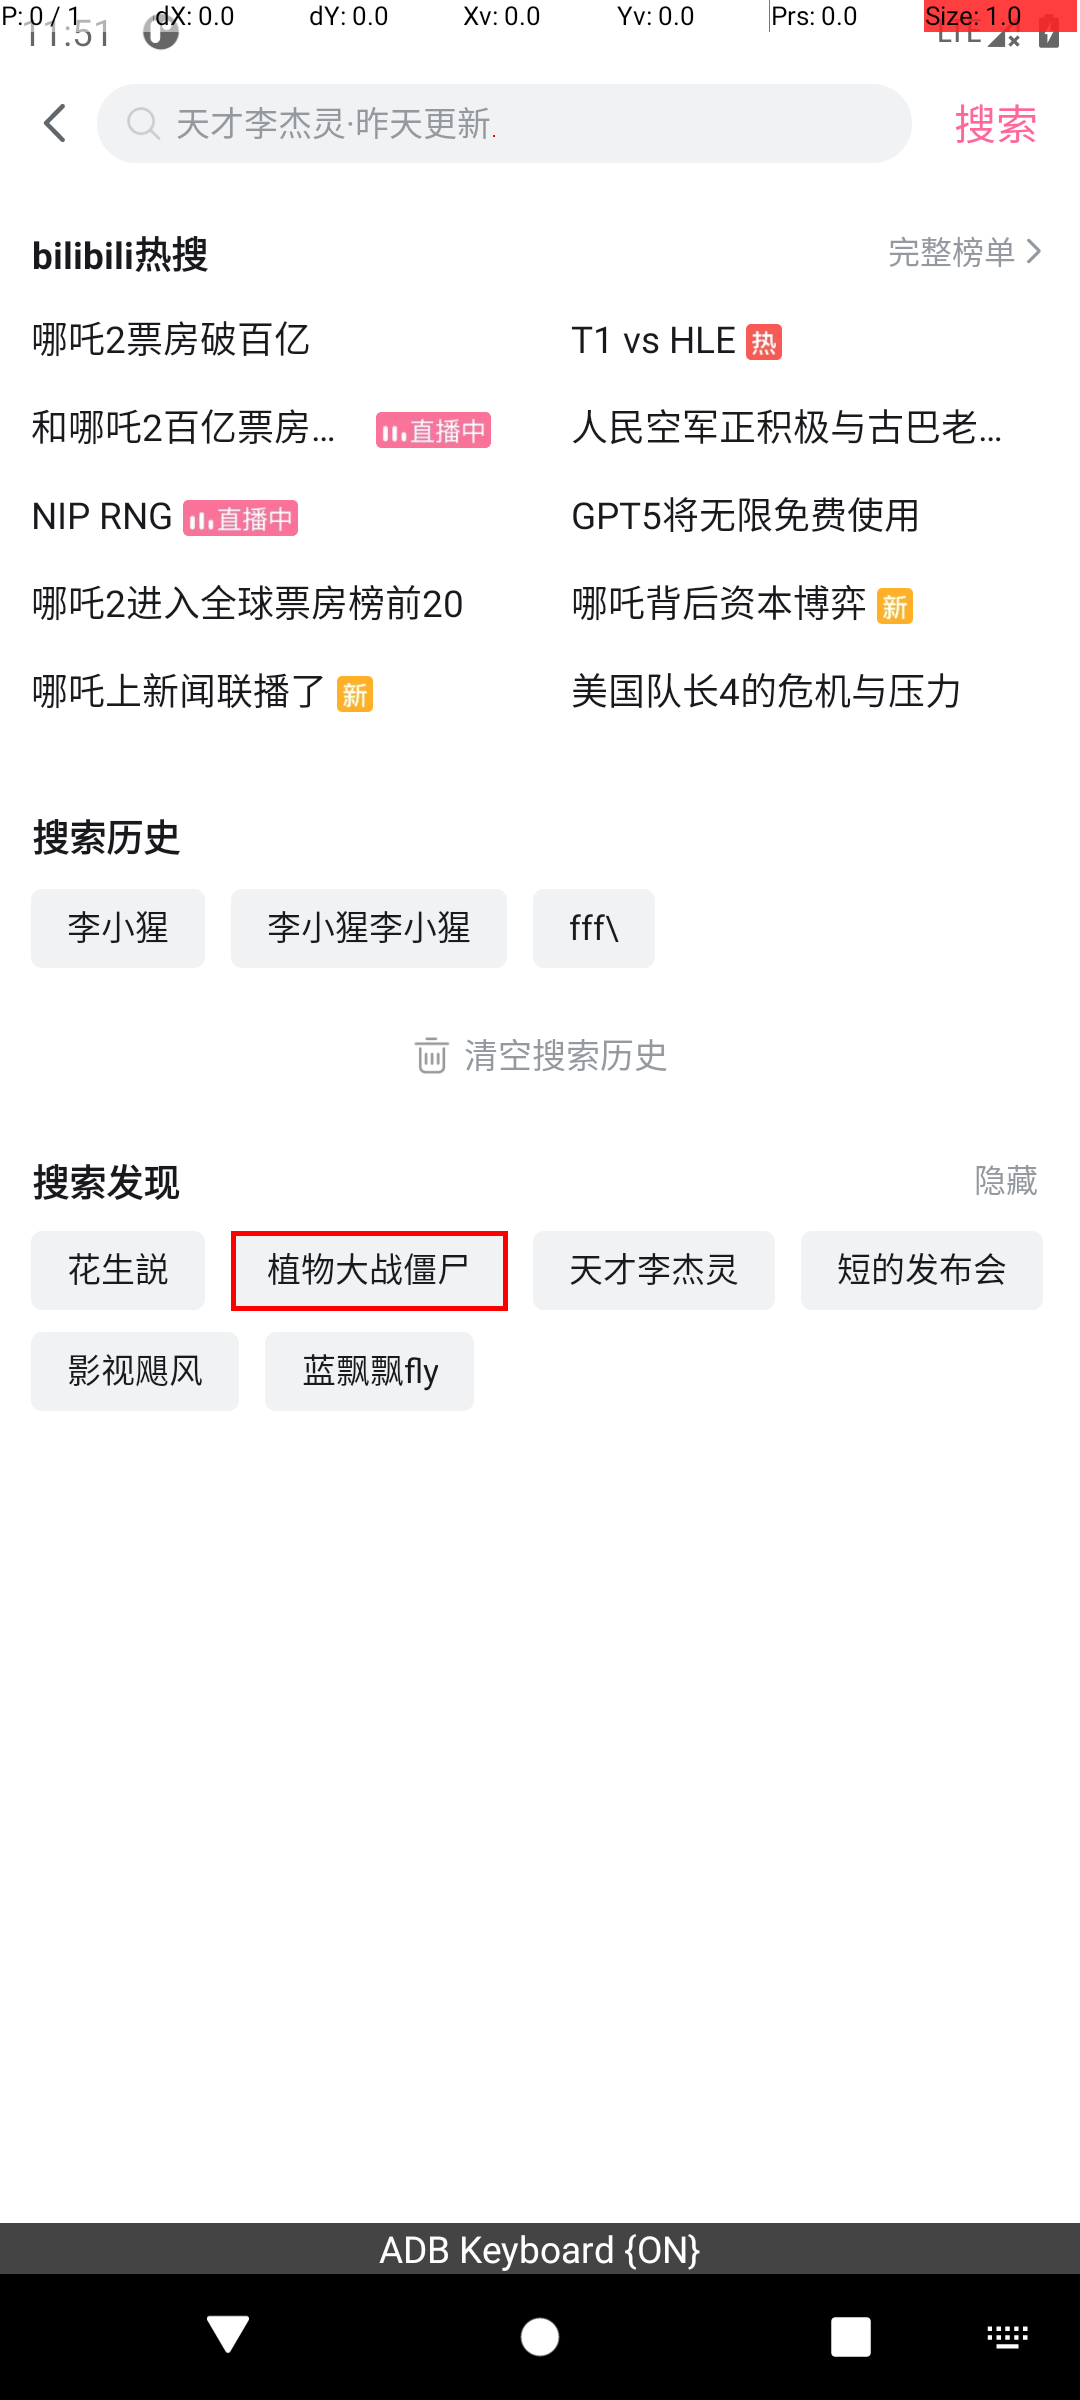 P: 0 / 1 dX: 0.0 dY: 0.0 Xv: 0.0 Yv: 0.0 Prs: 0.0 Size: 1.0
11:51 LTE
天才李杰灵·昨天更新 搜索
bilibili热搜 完整榜单
哪吒2票房破百亿 T1 vs HLE 热
和哪吒2百亿票房... 直播中 人民空军正积极与古巴老...
NIP RNG 直播中 GPT5将无限免费使用
哪吒2进入全球票房榜前20 哪吒背后资本博弈 新
哪吒上新闻联播了 新 美国队长4的危机与压力
搜索历史
李小猩 李小猩李小猩 fff\
清空搜索历史
搜索发现 隐藏
花生説 植物大战僵尸 天才李杰灵 短的发布会
影视飓风 蓝飘飘fly
ADB Keyboard {ON}